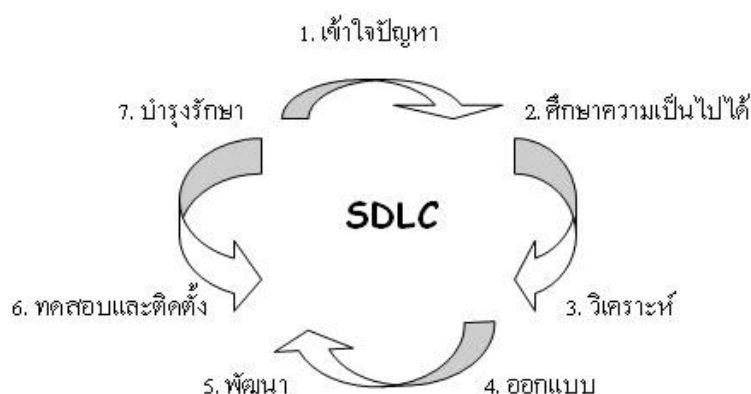 1. เข้าใจปัญหา
2. ศึกษาความเป็นไปได้
3. วิเคราะห์
4. ออกแบบ
5. พัฒนา
6. ทดสอบและติดตั้ง
7. บำรุงรักษา
SDLC